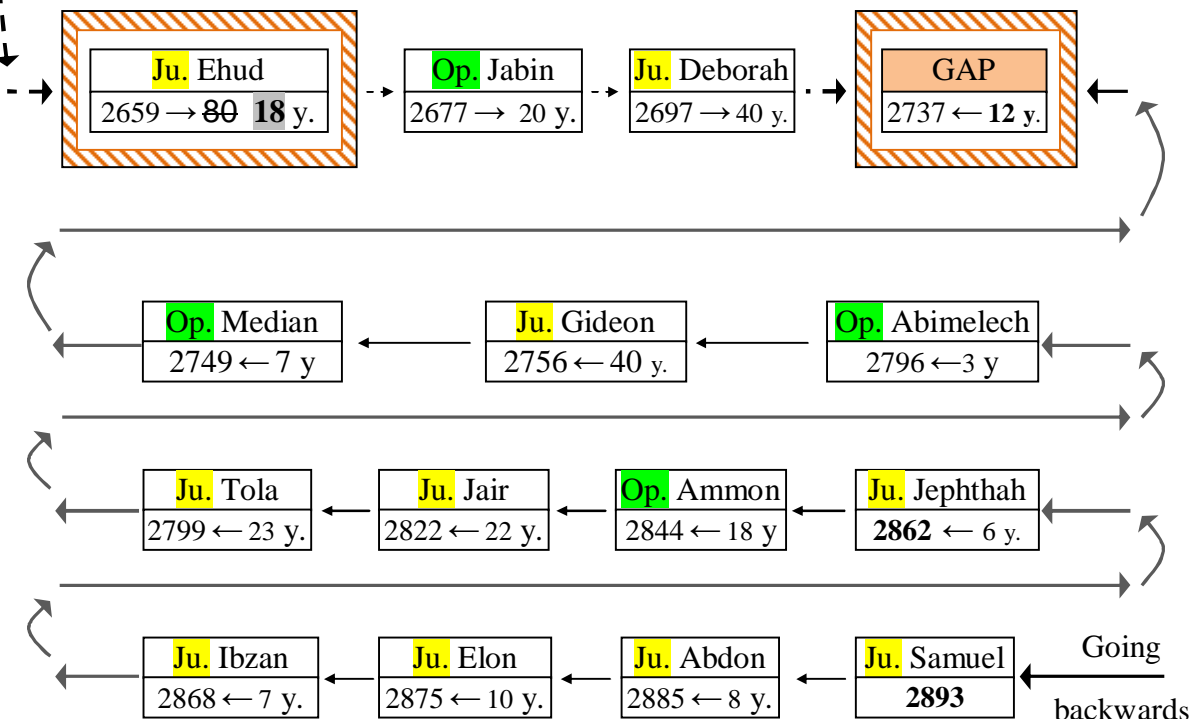 Ju. Ehud
2659 → 80 18 y.
Op. Jabin
2677 → 20 y.
Ju. Deborah
2697 → 40 y.
GAP
2737 ← 12 y.
Op. Median
2749 ← 7 y
Ju. Gideon
2756 ← 40 y.
Op. Abimelech
2796 ←3 y
Ju. Tola
2799 ← 23 y.
Ju. Jair
2822 ← 22 y.
Op. Ammon
2844 ← 18 y
Ju. Jephthah
2862 ← 6 y.
Ju. Ibzan
2868 ← 7 y.
Ju. Elon
2875 ← 10 y.
Ju. Abdon
2885 ← 8 y.
Ju. Samuel
2893
Going
backwards